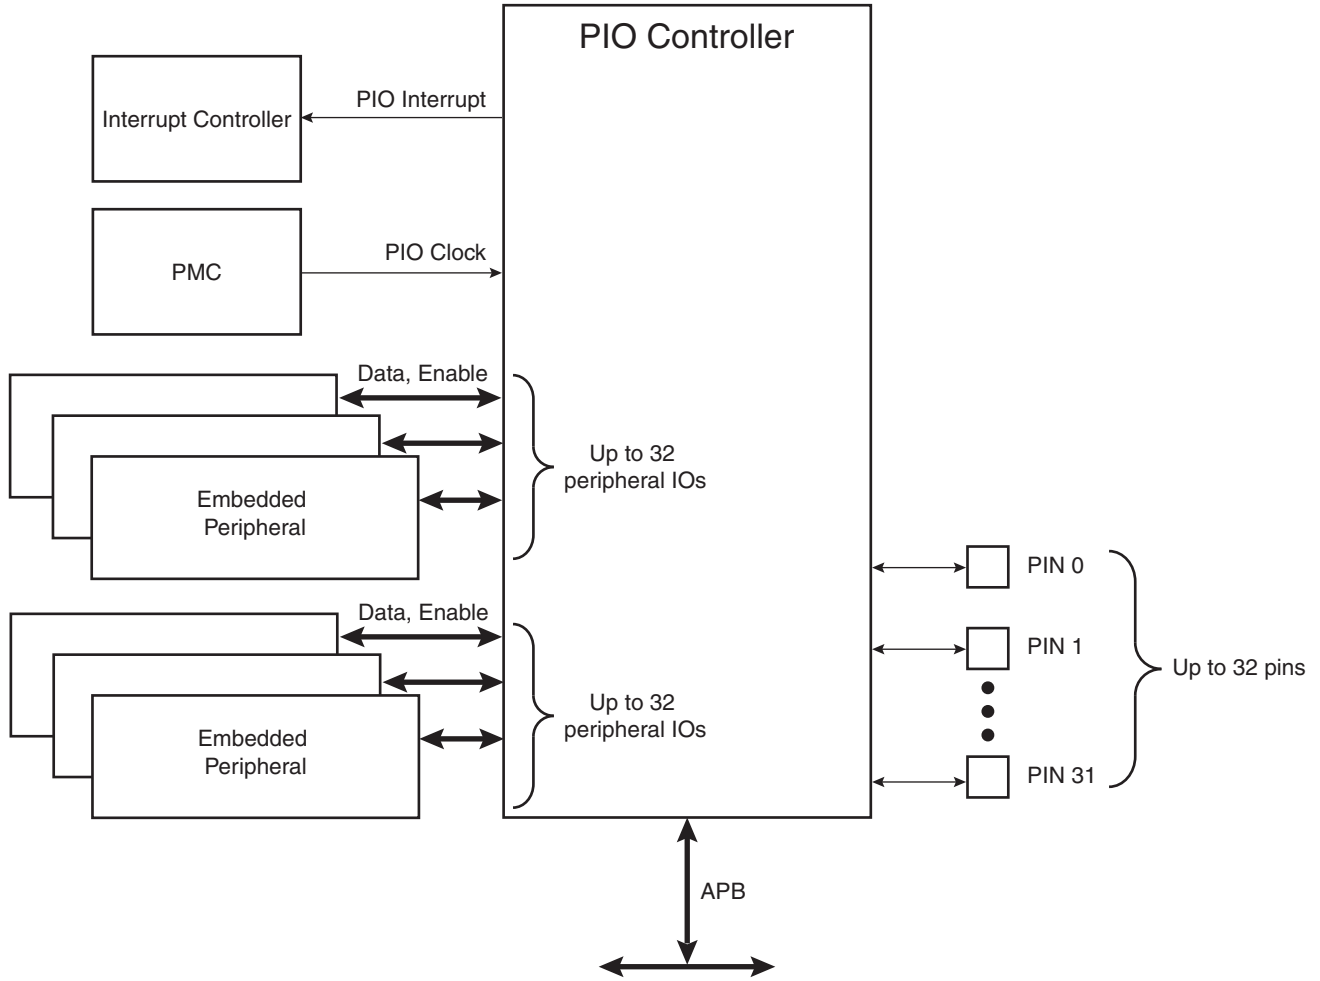 PIO Controller
PIO Interrupt
Interrupt Controller
PIO Clock
PMC
Data, Enable
Up to 32
peripheral IOs
Embedded
Peripheral
Data, Enable
Up to 32
peripheral IOs
Embedded
Peripheral
PIN 0
PIN 1
Up to 32 pins
PIN 31
APB